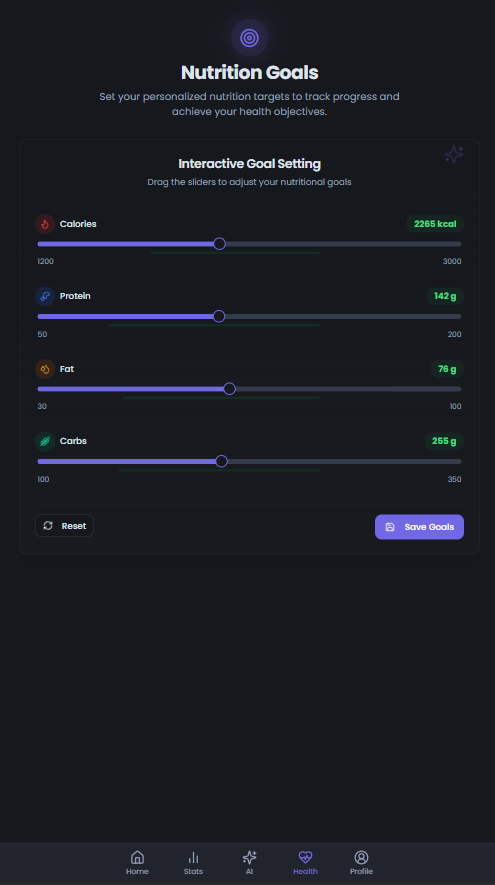 Nutrition Goals
Set your personalized nutrition targets to track progress and
achieve your health objectives.
Interactive Goal Setting
Drag the sliders to adjust your nutritional goals
Calories 2265 kcal
1200 3000
Protein 142 g
50 200
Fat 76 g
30 100
Carbs 255 g
100 350
Reset Save Goals
Home Stats AI Health Profile